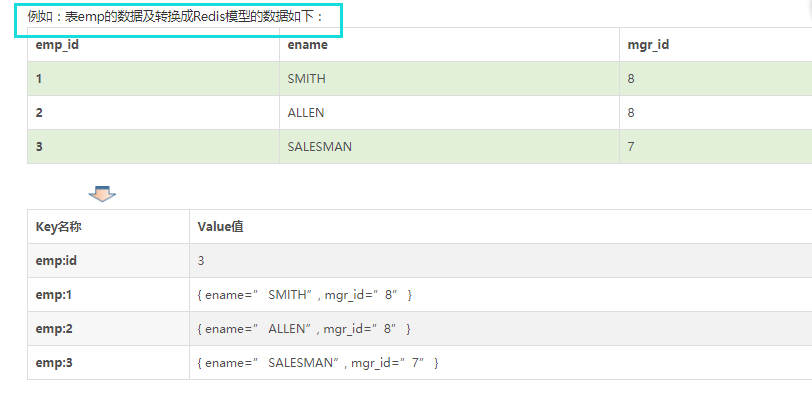 例如：表emp的数据及转换成Redis模型的数据如下：
emp_id ename mgr_id
1 SMITH 8
2 ALLEN 8
3 SALESMAN 7
Key名称 Value值
emp:id 3
emp:1 { ename=” SMITH”, mgr_id=”8” }
emp:2 { ename=” ALLEN”, mgr_id=”8” }
emp:3 { ename=” SALESMAN”, mgr_id=”7” }